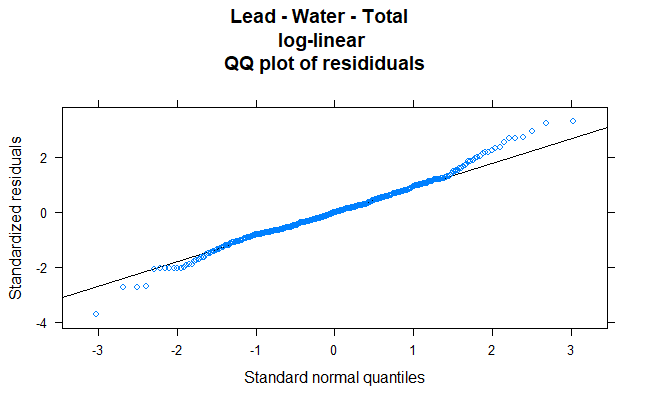 Lead - Water - Total
log-linear
QQ plot of resididuals
Standardized residuals
2
0
-2
-4
-3
-2
-1
0
1
2
3
Standard normal quantiles